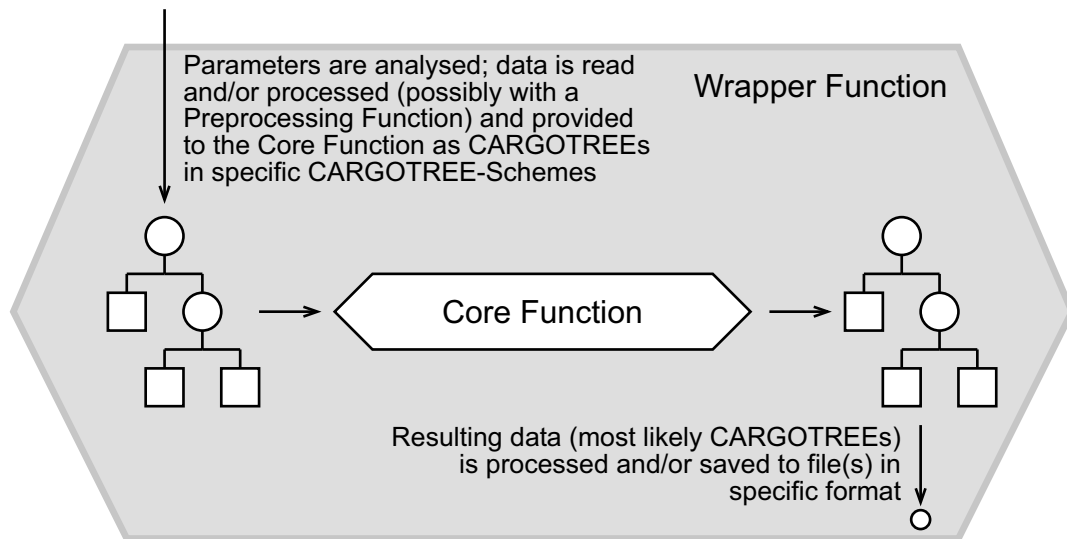 Parameters are analysed; data is read
and/or processed (possibly with a
Preprocessing Function) and provided
to the Core Function as CARGOTREEs
in specific CARGOTREE-Schemes
Wrapper Function
Core Function
Resulting data (most likely CARGOTREEs)
is processed and/or saved to file(s) in
specific format